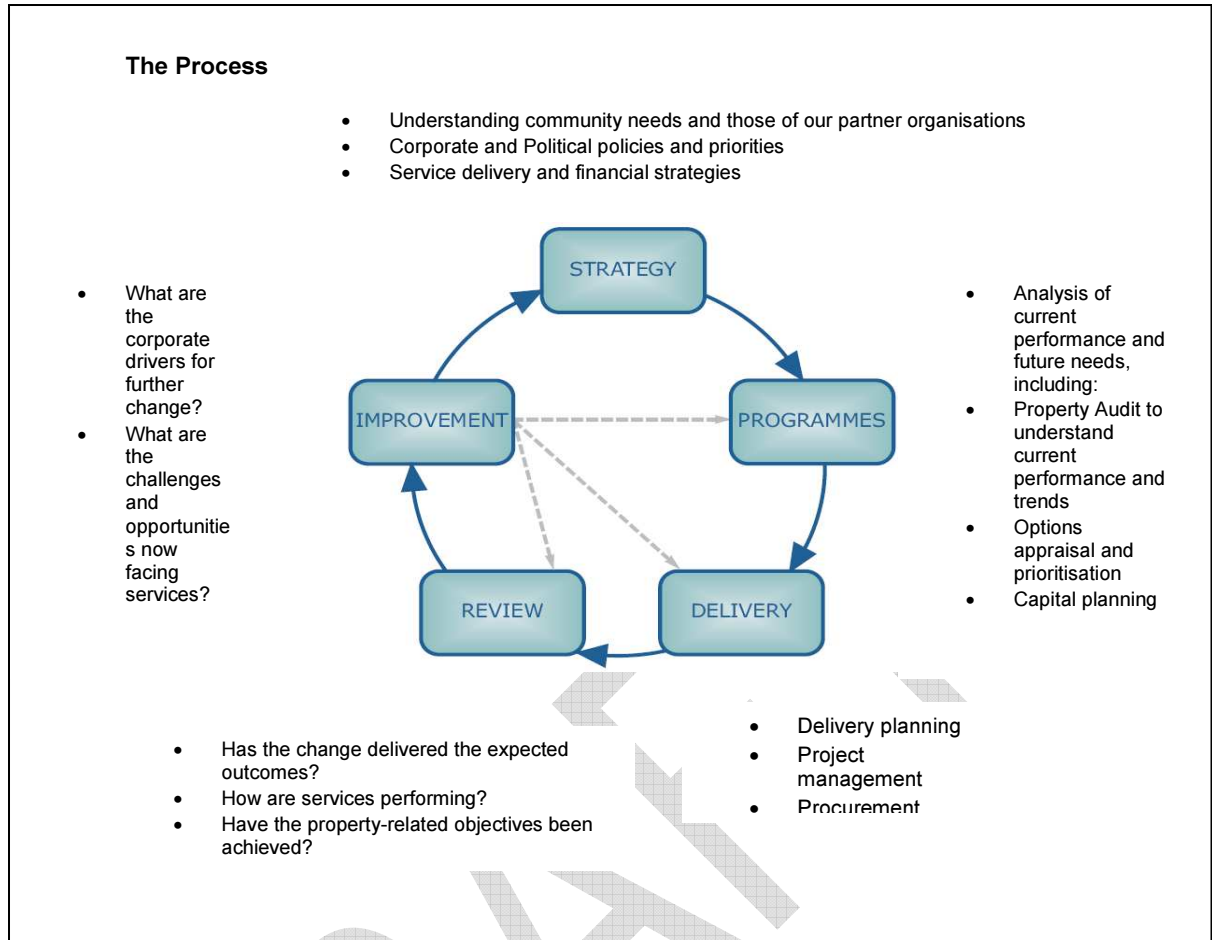 The Process
• Understanding community needs and those of our partner organisations
• Corporate and Political policies and priorities
• Service delivery and financial strategies
STRATEGY
• What are
the
corporate
drivers for
further
change?
• What are
the
challenges
and
opportunitie
s now
facing
services?
IMPROVEMENT
PROGRAMMES
• Analysis of
current
performance and
future needs,
including:
• Property Audit to
understand
current
performance and
trends
• Options
appraisal and
prioritisation
• Capital planning
REVIEW
DELIVERY
• Has the change delivered the expected
outcomes?
• How are services performing?
• Have the property-related objectives been
achieved?
• Delivery planning
• Project
management
• Procurement